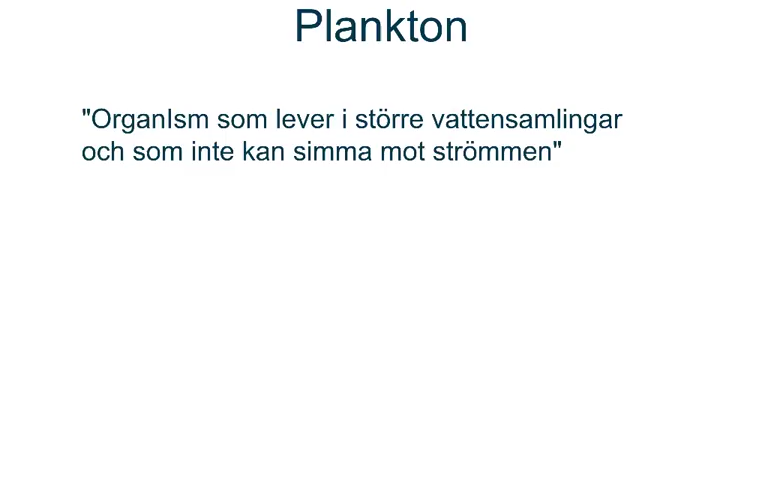 Plankton
"OrganIsm som lever i större vattensamlingar
och som inte kan simma mot strömmen"